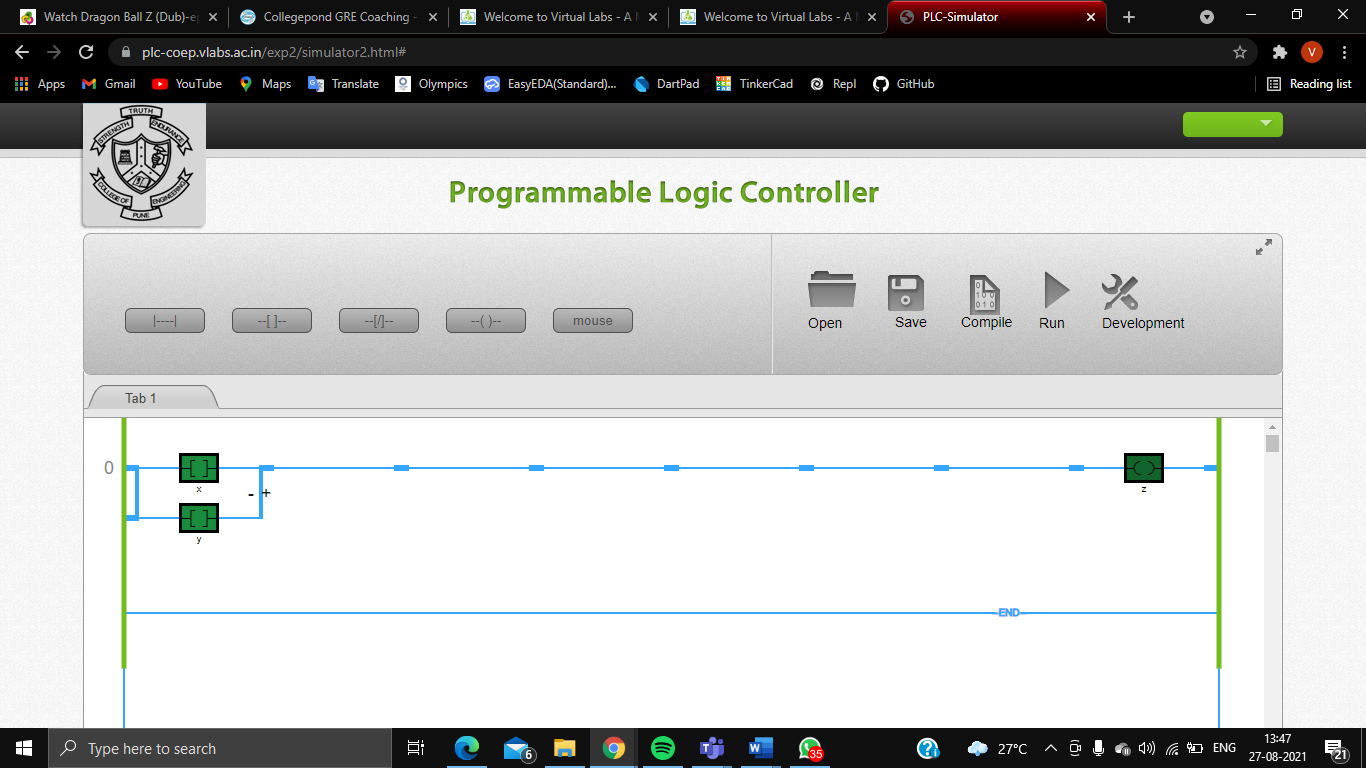 Watch Dragon Ball Z (Dub)-ep
Collegepond GRE Coaching -
Welcome to Virtual Labs - A M
Welcome to Virtual Labs - A M
PLC-Simulator
plc-coep.vlabs.ac.in/exp2/simulator2.html#
V
Apps
Gmail
YouTube
Maps
Translate
Olympics
EasyEDA(Standard)...
DartPad
TinkerCad
Repl
GitHub
Reading list
TRUTH
STRENGTH
ENDURANCE
COLLEGE OF
ENGINEERING
PUNE
Programmable Logic Controller
|----|
--[ ]--
--[/]--
--( )--
mouse
Open
Save
Compile
Run
Development
Tab 1
0
[ ]
x
- +
[ ]
y
z
-END-
Type here to search
6
35
27°C
ENG
13:47
27-08-2021
21